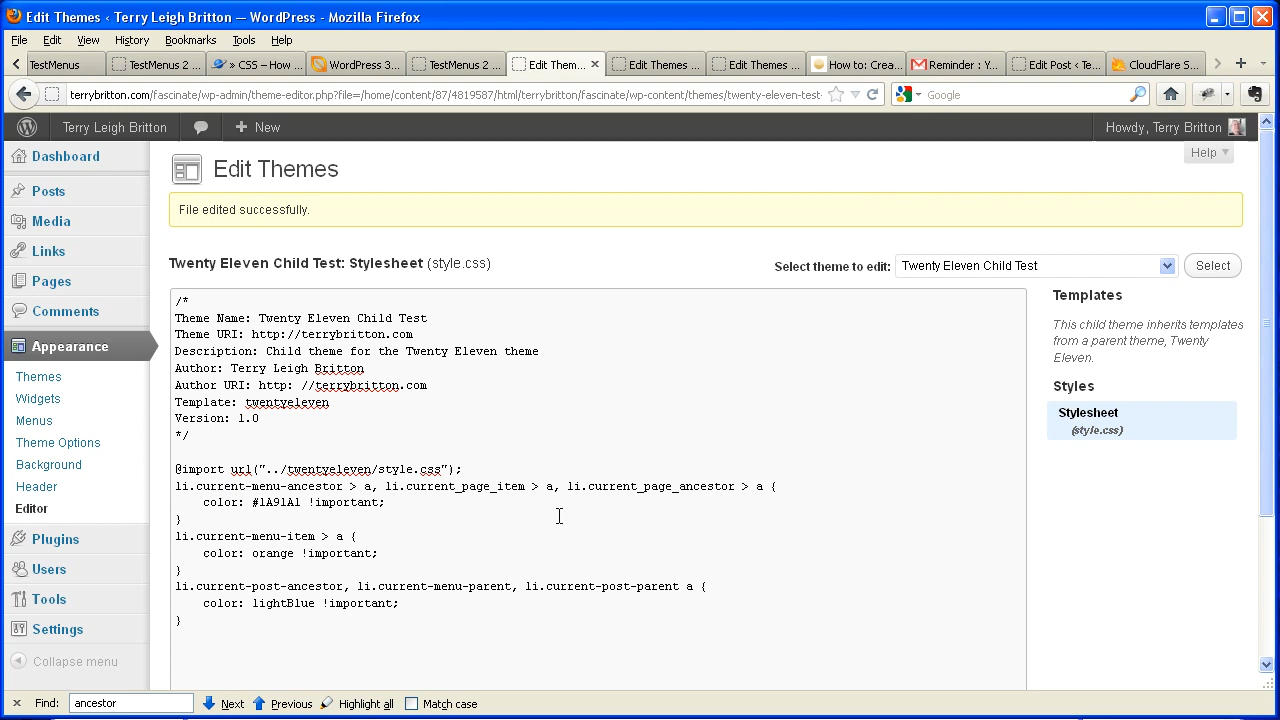 Edit Themes ‹ Terry Leigh Britton — WordPress - Mozilla Firefox
File Edit View History Bookmarks Tools Help
TestMenus TestMenus 2 ... » CSS – How ... WordPress 3... TestMenus 2 ... Edit Them... Edit Themes ... Edit Themes ... How to: Crea... Reminder : Y... Edit Post ‹ Te... CloudFlare S...
terrybritton.com/fascinate/wp-admin/theme-editor.php?file=/home/content/87/4819587/html/terrybritton/fascinate/wp-content/themes/twenty-eleven-test- Google
Terry Leigh Britton + New Howdy, Terry Britton
Help
Dashboard
Posts
Media
Links
Pages
Comments
Appearance
Themes
Widgets
Menus
Theme Options
Background
Header
Editor
Plugins
Users
Tools
Settings
Collapse menu
Edit Themes
File edited successfully.
Twenty Eleven Child Test: Stylesheet (style.css)
Select theme to edit: Twenty Eleven Child Test Select
/*
Theme Name: Twenty Eleven Child Test
Theme URI: http://terrybritton.com
Description: Child theme for the Twenty Eleven theme
Author: Terry Leigh Britton
Author URI: http: //terrybritton.com
Template: twentyeleven
Version: 1.0
*/
@import url("../twentyeleven/style.css");
li.current-menu-ancestor > a, li.current_page_item > a, li.current_page_ancestor > a {
color: #1A91A1 !important;
}
li.current-menu-item > a {
color: orange !important;
}
li.current-post-ancestor, li.current-menu-parent, li.current-post-parent a {
color: lightBlue !important;
}
Templates
This child theme inherits templates
from a parent theme, Twenty
Eleven.
Styles
Stylesheet
(style.css)
× Find: ancestor Next Previous Highlight all Match case